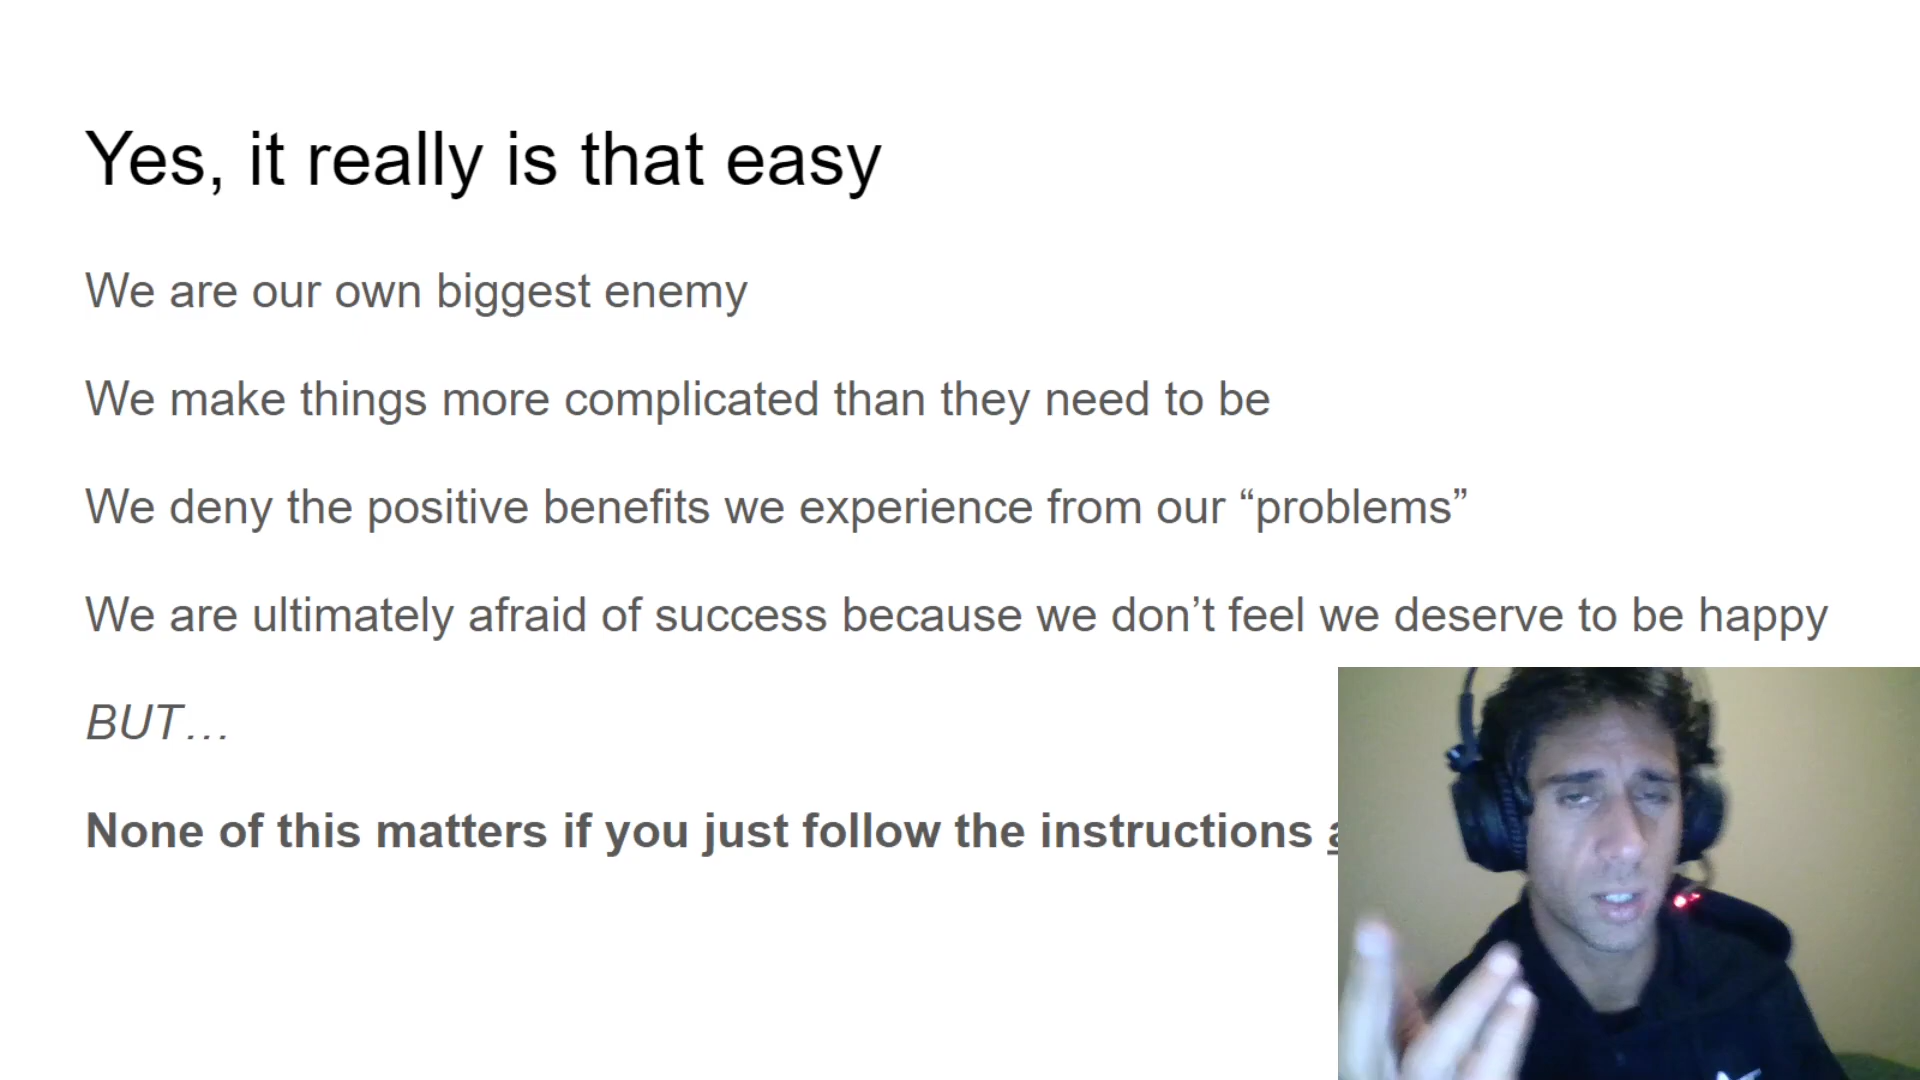 Yes, it really is that easy
We are our own biggest enemy
We make things more complicated than they need to be
We deny the positive benefits we experience from our “problems”
We are ultimately afraid of success because we don’t feel we deserve to be happy
BUT…
None of this matters if you just follow the instructions